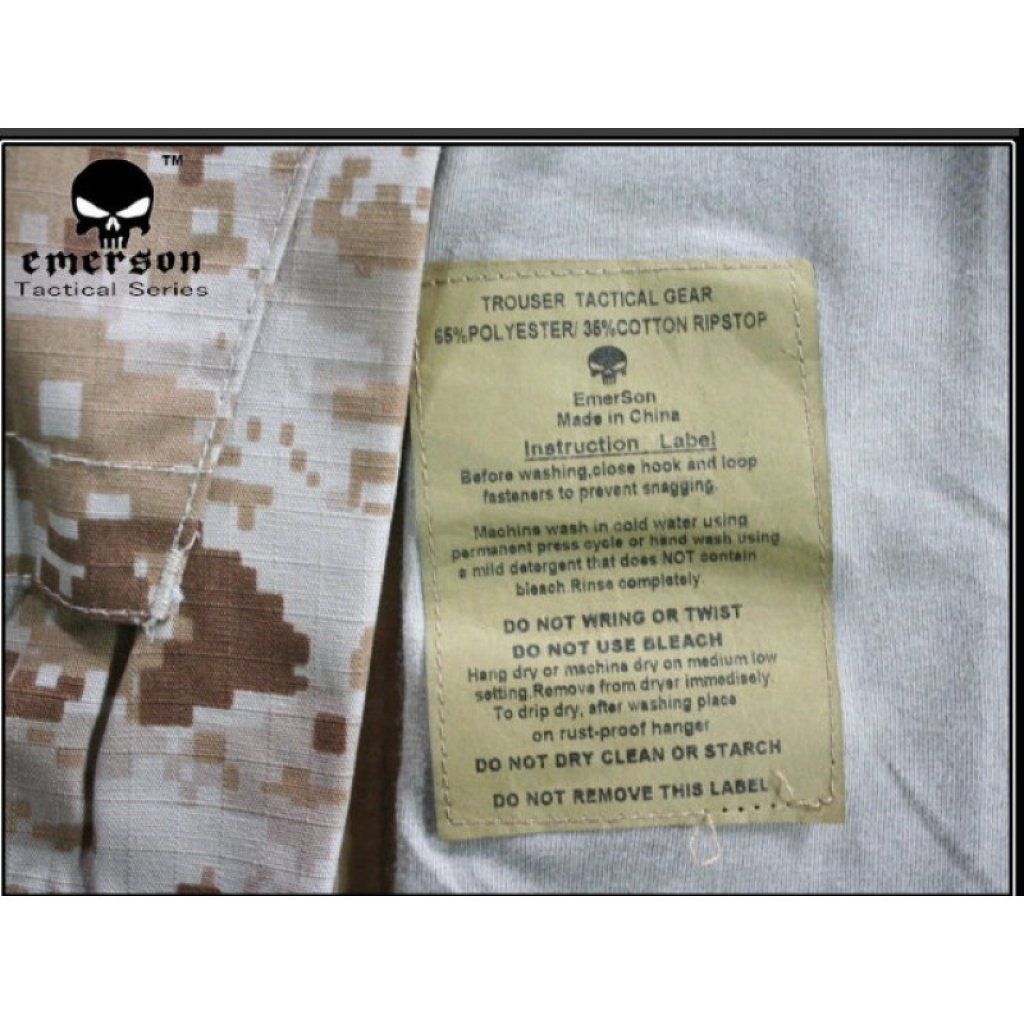 TM
emerson
Tactical Series
TROUSER TACTICAL GEAR
65%POLYESTER/ 35%COTTON RIPSTOP
EmerSon
Made in China
Instruction Label
Before washing,close hook and loop
fasteners to prevent snagging.
Machine wash in cold water using
permanent press cycle or hand wash using
a mild detergent that does NOT contain
bleach.Rinse completely.
DO NOT WRING OR TWIST
DO NOT USE BLEACH
Hang dry or machine dry on medium low
setting.Remove from dryer immedisely
To drip dry, after washing place
on rust-proof hanger
DO NOT DRY CLEAN OR STARCH
DO NOT REMOVE THIS LABEL